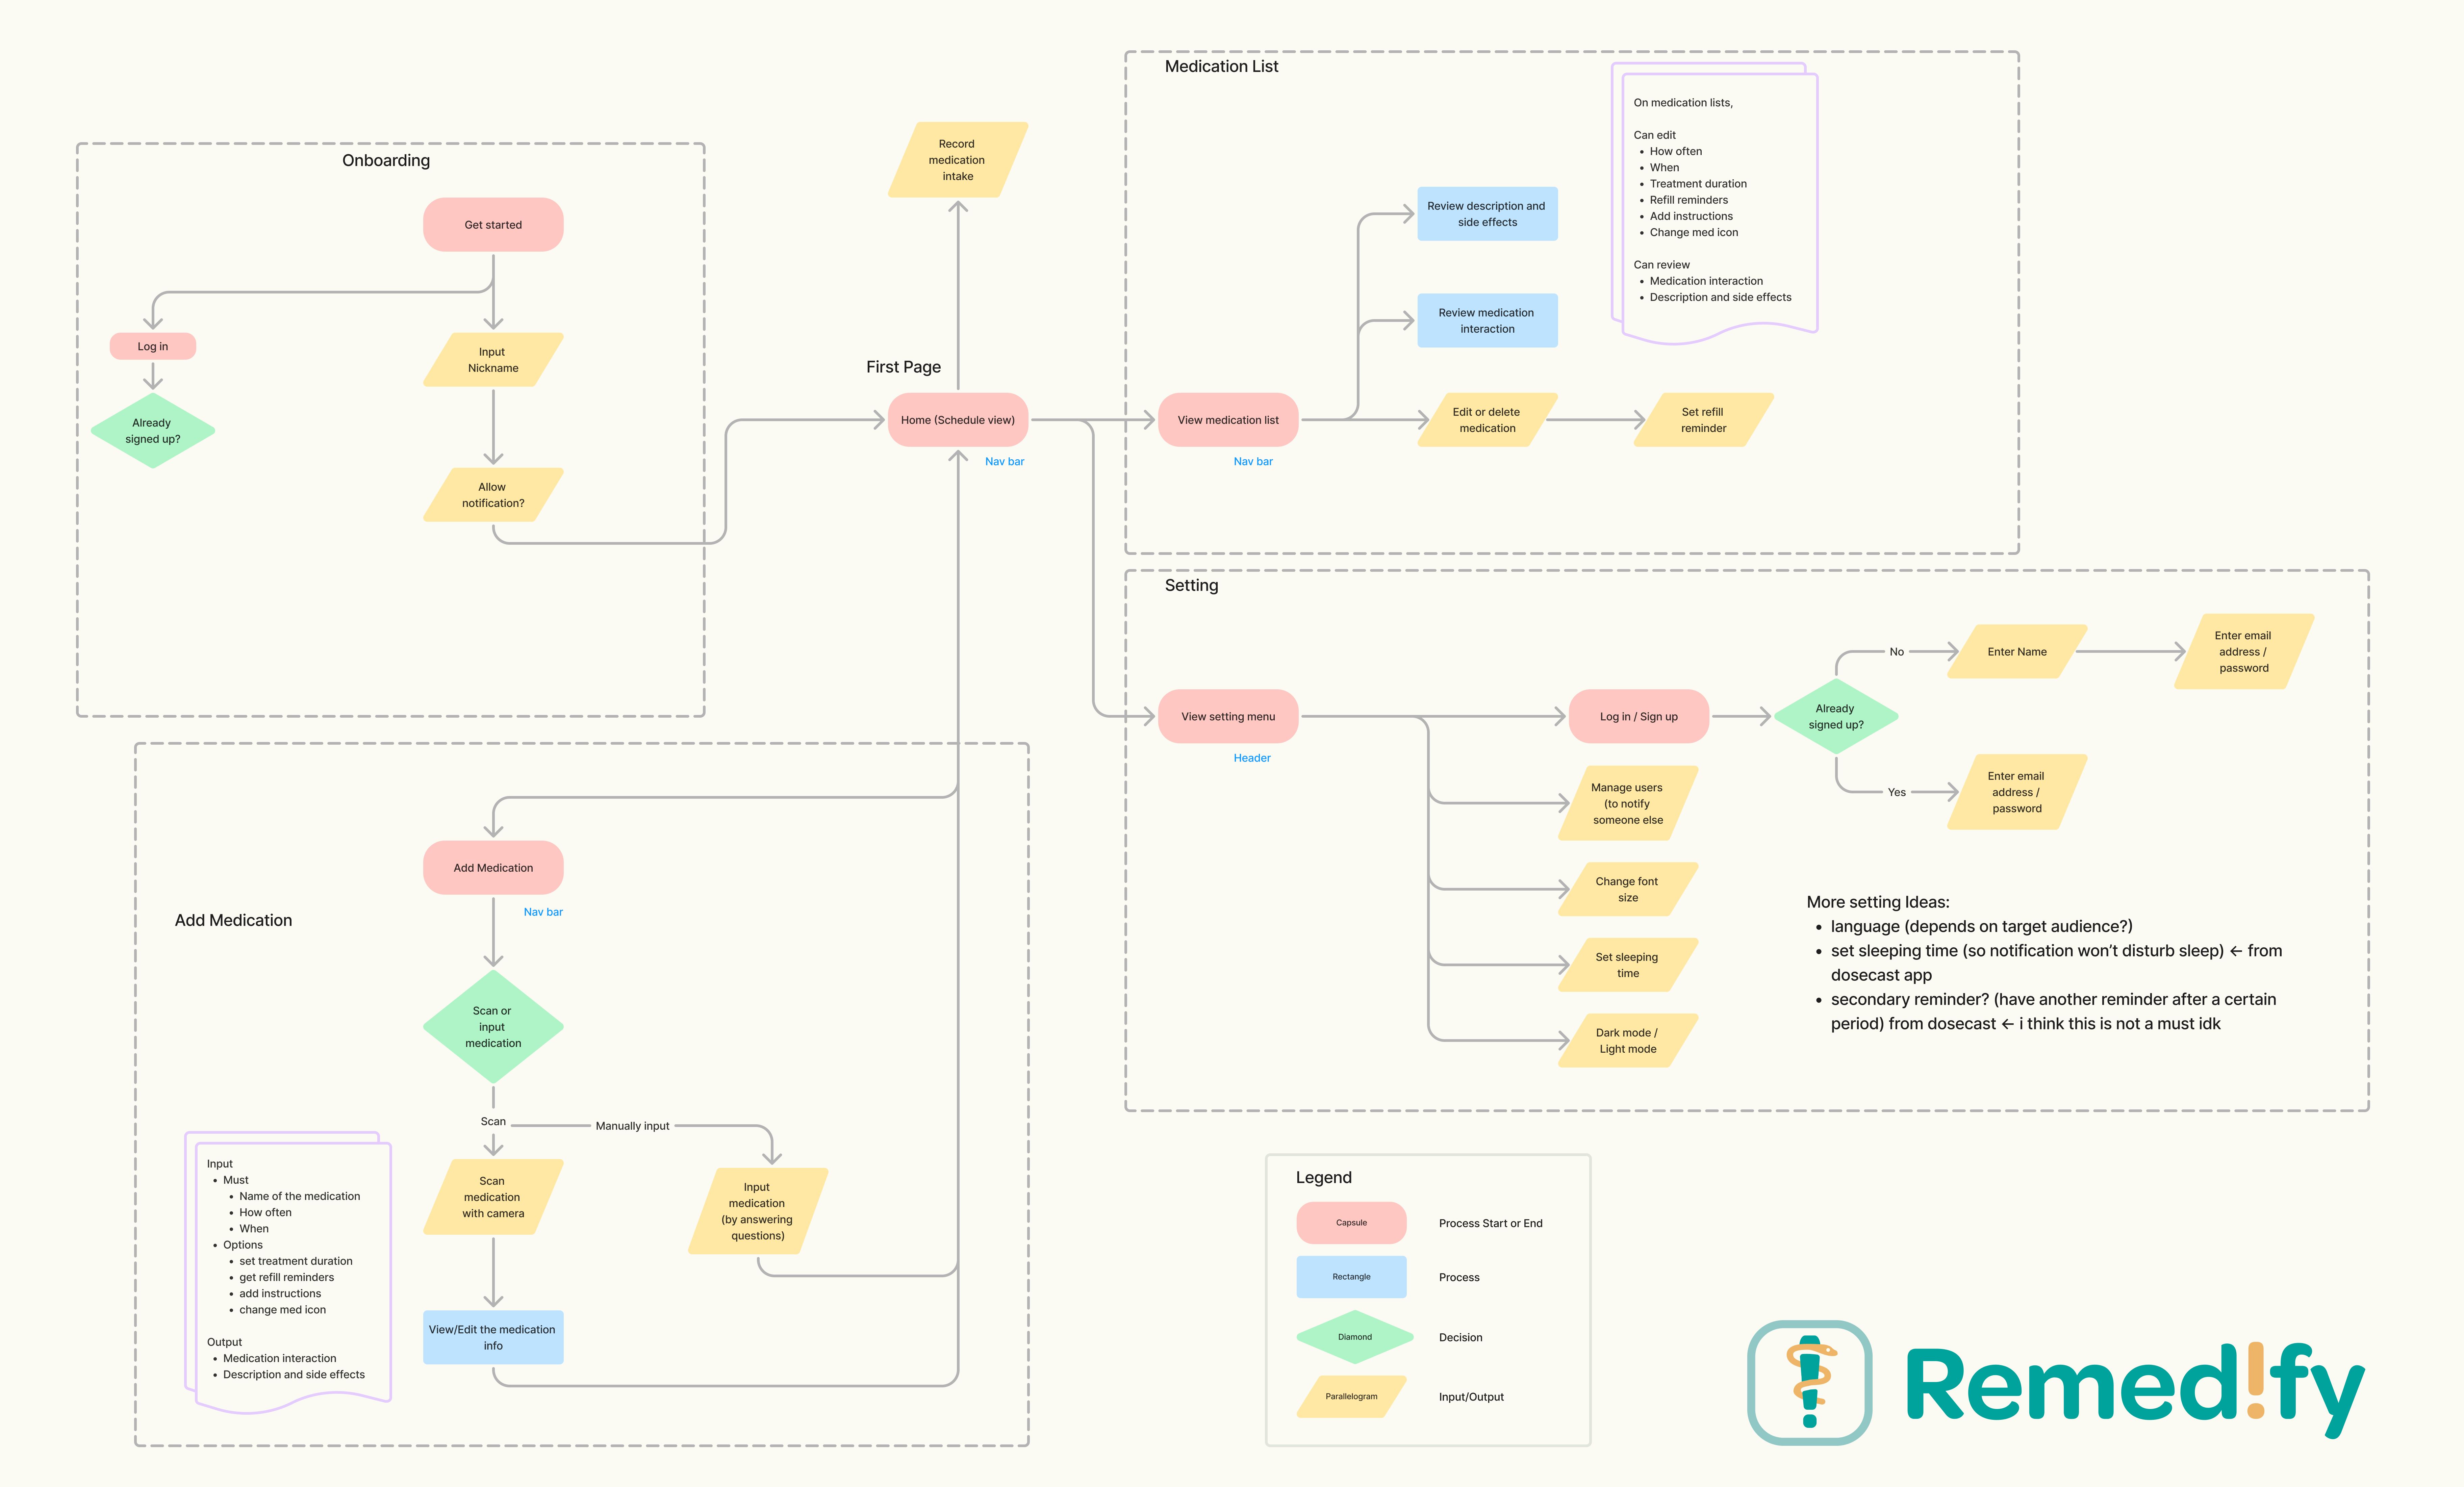 Onboarding
Get started
Log in
Already
signed up?
Input
Nickname
Allow
notification?
Record
medication
intake
First Page
Home (Schedule view)
Nav bar
Medication List
On medication lists,
Can edit
• How often
• When
• Treatment duration
• Refill reminders
• Add instructions
• Change med icon
Can review
• Medication interaction
• Description and side effects
Review description and
side effects
Review medication
interaction
View medication list
Nav bar
Edit or delete
medication
Set refill
reminder
Setting
View setting menu
Header
Log in / Sign up
Already
signed up?
No
Enter Name
Enter email
address /
password
Yes
Enter email
address /
password
Manage users
(to notify
someone else
Change font
size
Set sleeping
time
Dark mode /
Light mode
More setting Ideas:
• language (depends on target audience?)
• set sleeping time (so notification won’t disturb sleep) ← from
dosecast app
• secondary reminder? (have another reminder after a certain
period) from dosecast ← i think this is not a must idk
Add Medication
Add Medication
Nav bar
Scan or
input
medication
Scan
Manually input
Scan
medication
with camera
Input
medication
(by answering
questions)
View/Edit the medication
info
Input
• Must
• Name of the medication
• How often
• When
• Options
• set treatment duration
• get refill reminders
• add instructions
• change med icon
Output
• Medication interaction
• Description and side effects
Legend
Capsule
Process Start or End
Rectangle
Process
Diamond
Decision
Parallelogram
Input/Output
Remed!fy